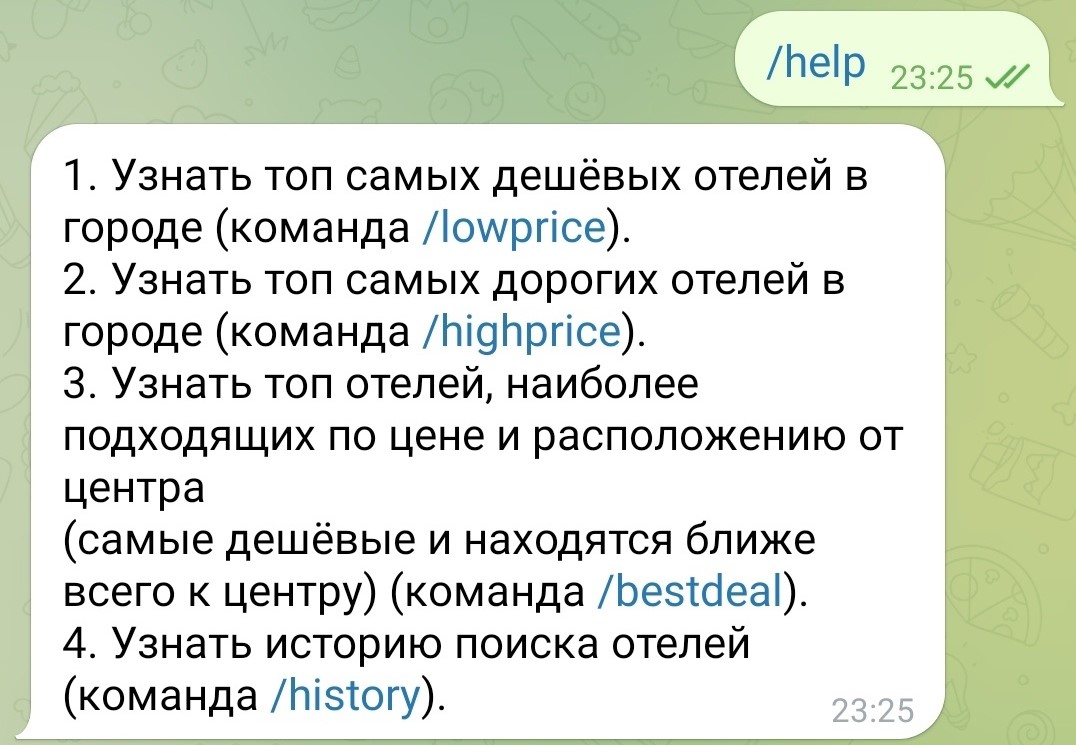 /help 23:25
1. Узнать топ самых дешёвых отелей в
городе (команда /lowprice).
2. Узнать топ самых дорогих отелей в
городе (команда /highprice).
3. Узнать топ отелей, наиболее
подходящих по цене и расположению от
центра
(самые дешёвые и находятся ближе
всего к центру) (команда /bestdeal).
4. Узнать историю поиска отелей
(команда /history).
23:25